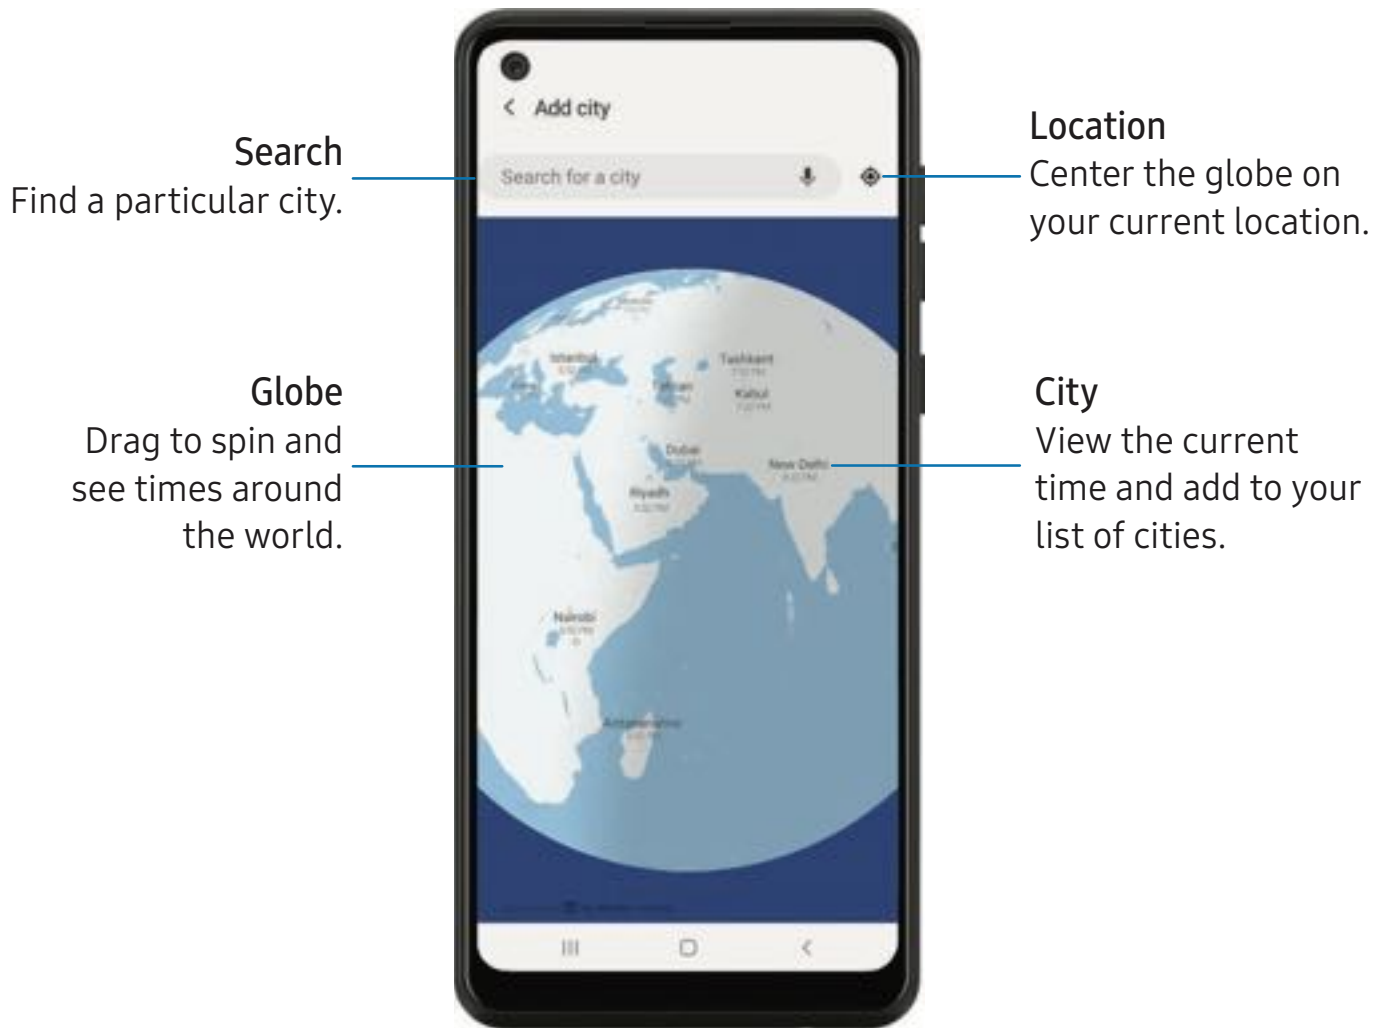 Add city
Search for a city
Search
Find a particular city.
Location
Center the globe on
your current location.
Globe
Drag to spin and
see times around
the world.
City
View the current
time and add to your
list of cities.
Istanbul
Tashkent
Tehran
Kabul
Dubai
New Delhi
Riyadh
Nairobi
Antananarivo